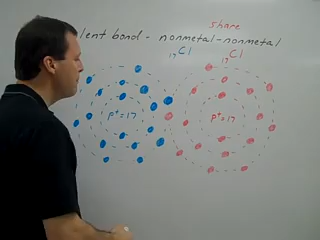 share
lent bond - nonmetal-nonmetal
17Cl 17Cl
P+=17 P+=17